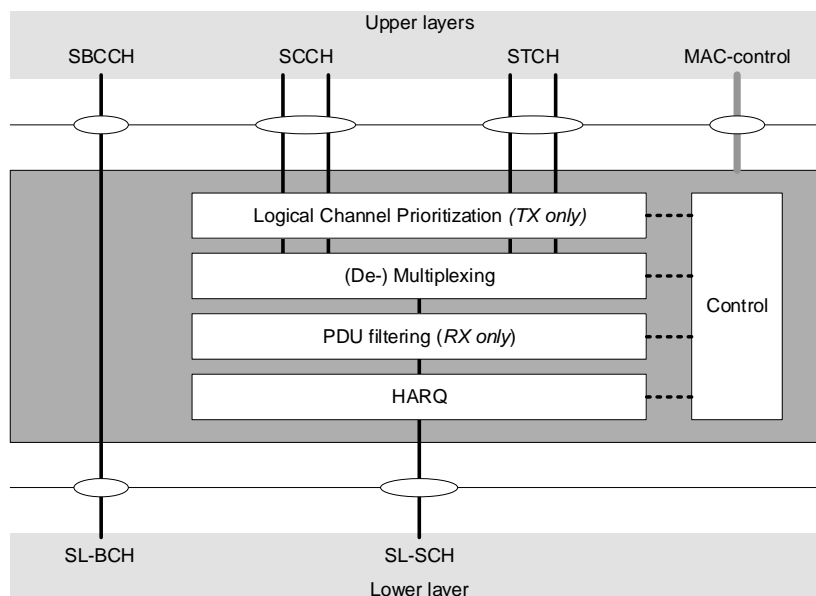 Upper layers
SBCCH SCCH STCH MAC-control
Logical Channel Prioritization (TX only)
(De-) Multiplexing
Control
PDU filtering (RX only)
HARQ
SL-BCH SL-SCH
Lower layer